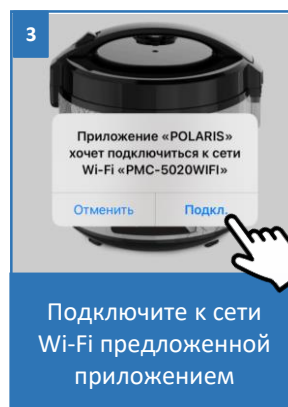 3
Приложение «POLARIS»
хочет подключиться к сети
Wi-Fi «PMC-5020WIFI»
Отменить
Подкл.
Подключите к сети
Wi-Fi предложенной
приложением